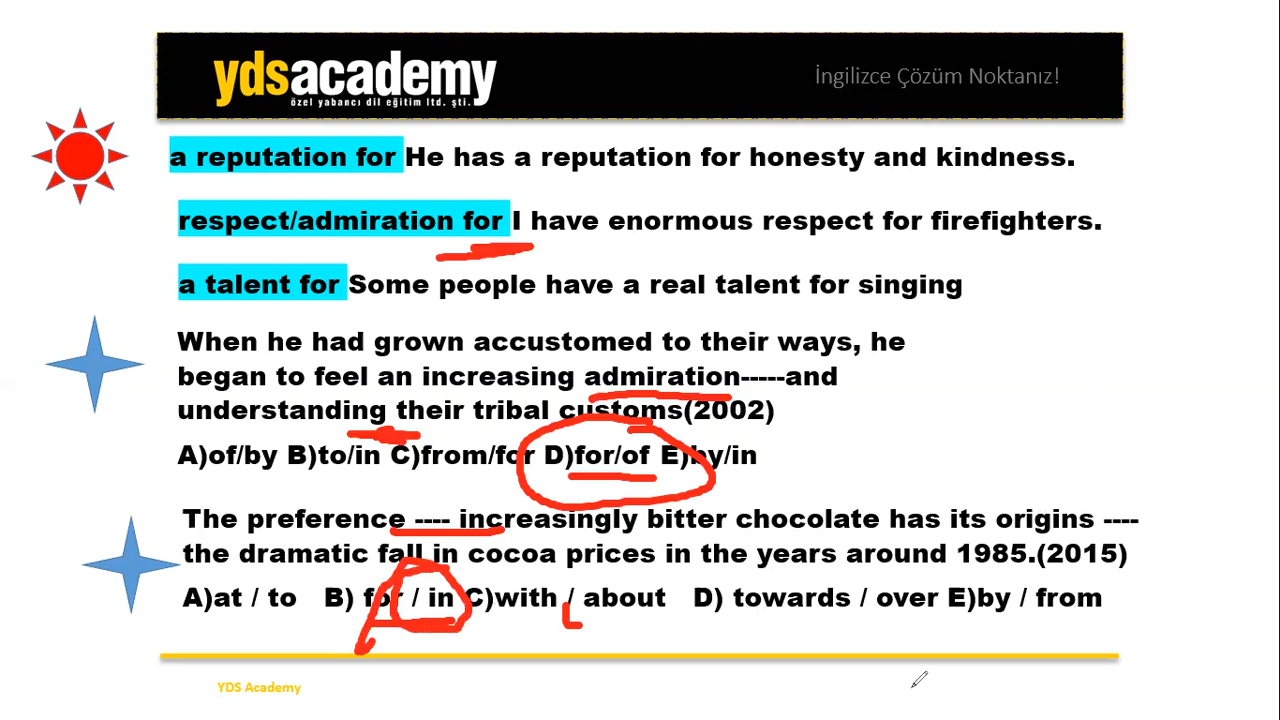 ydsacademy
özel yabancı dil eğitim ltd. şti.
İngilizce Çözüm Noktanız!
a reputation for He has a reputation for honesty and kindness.
respect/admiration for I have enormous respect for firefighters.
a talent for Some people have a real talent for singing
When he had grown accustomed to their ways, he
began to feel an increasing admiration-----and
understanding their tribal customs(2002)
A)of/by B)to/in C)from/for D)for/of E)by/in
The preference ---- increasingly bitter chocolate has its origins ----
the dramatic fall in cocoa prices in the years around 1985.(2015)
A)at / to B) for / in C)with / about D) towards / over E)by / from
YDS Academy